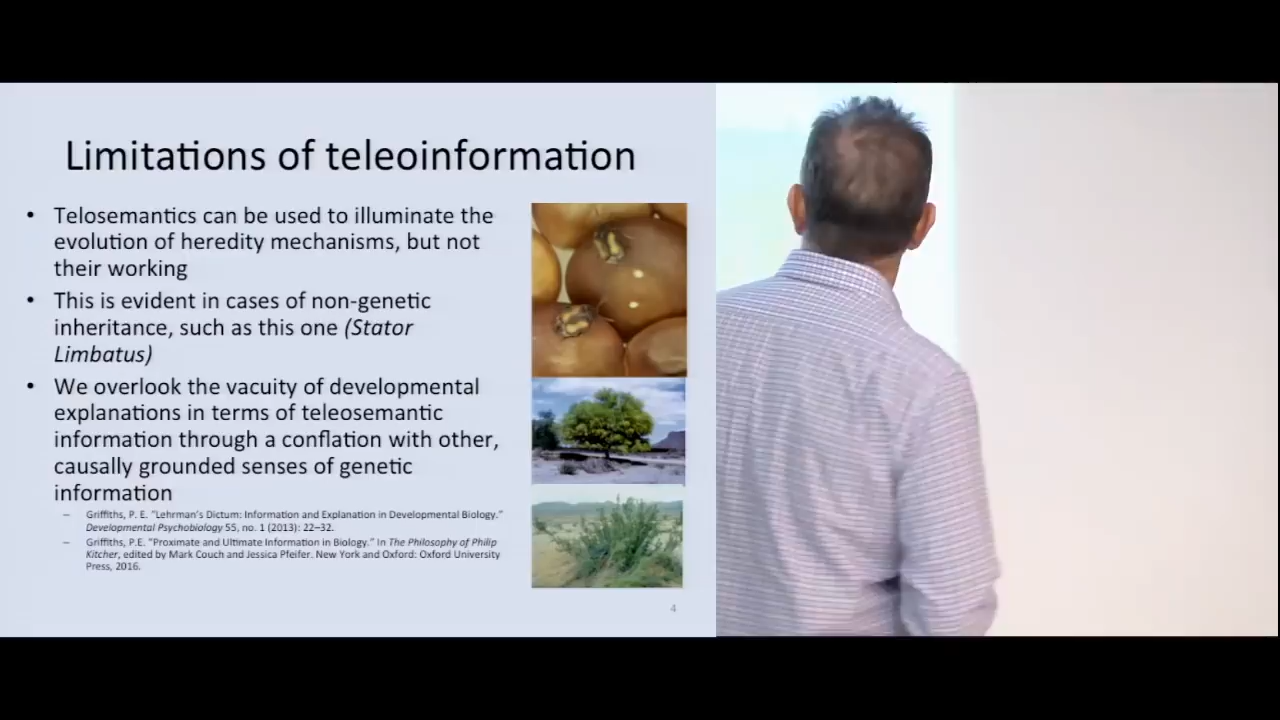 Limitations of teleoinformation
• Telosemantics can be used to illuminate the
evolution of heredity mechanisms, but not
their working
• This is evident in cases of non-genetic
inheritance, such as this one (Stator
Limbatus)
• We overlook the vacuity of developmental
explanations in terms of teleosemantic
information through a conflation with other,
causally grounded senses of genetic
information
– Griffiths, P. E. "Lehrman's Dictum: Information and Explanation in Developmental Biology."
Developmental Psychobiology 55, no. 1 (2013): 22–32.
– Griffiths, P.E. "Proximate and Ultimate Information in Biology." In The Philosophy of Philip
Kitcher, edited by Mark Couch and Jessica Pfeifer. New York and Oxford: Oxford University
Press, 2016.
4